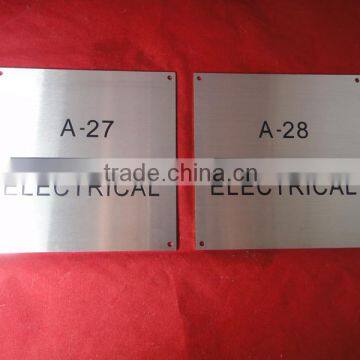 A-27
A-28
trade.china.cn
ELECTRICAL
ELECTRICAL